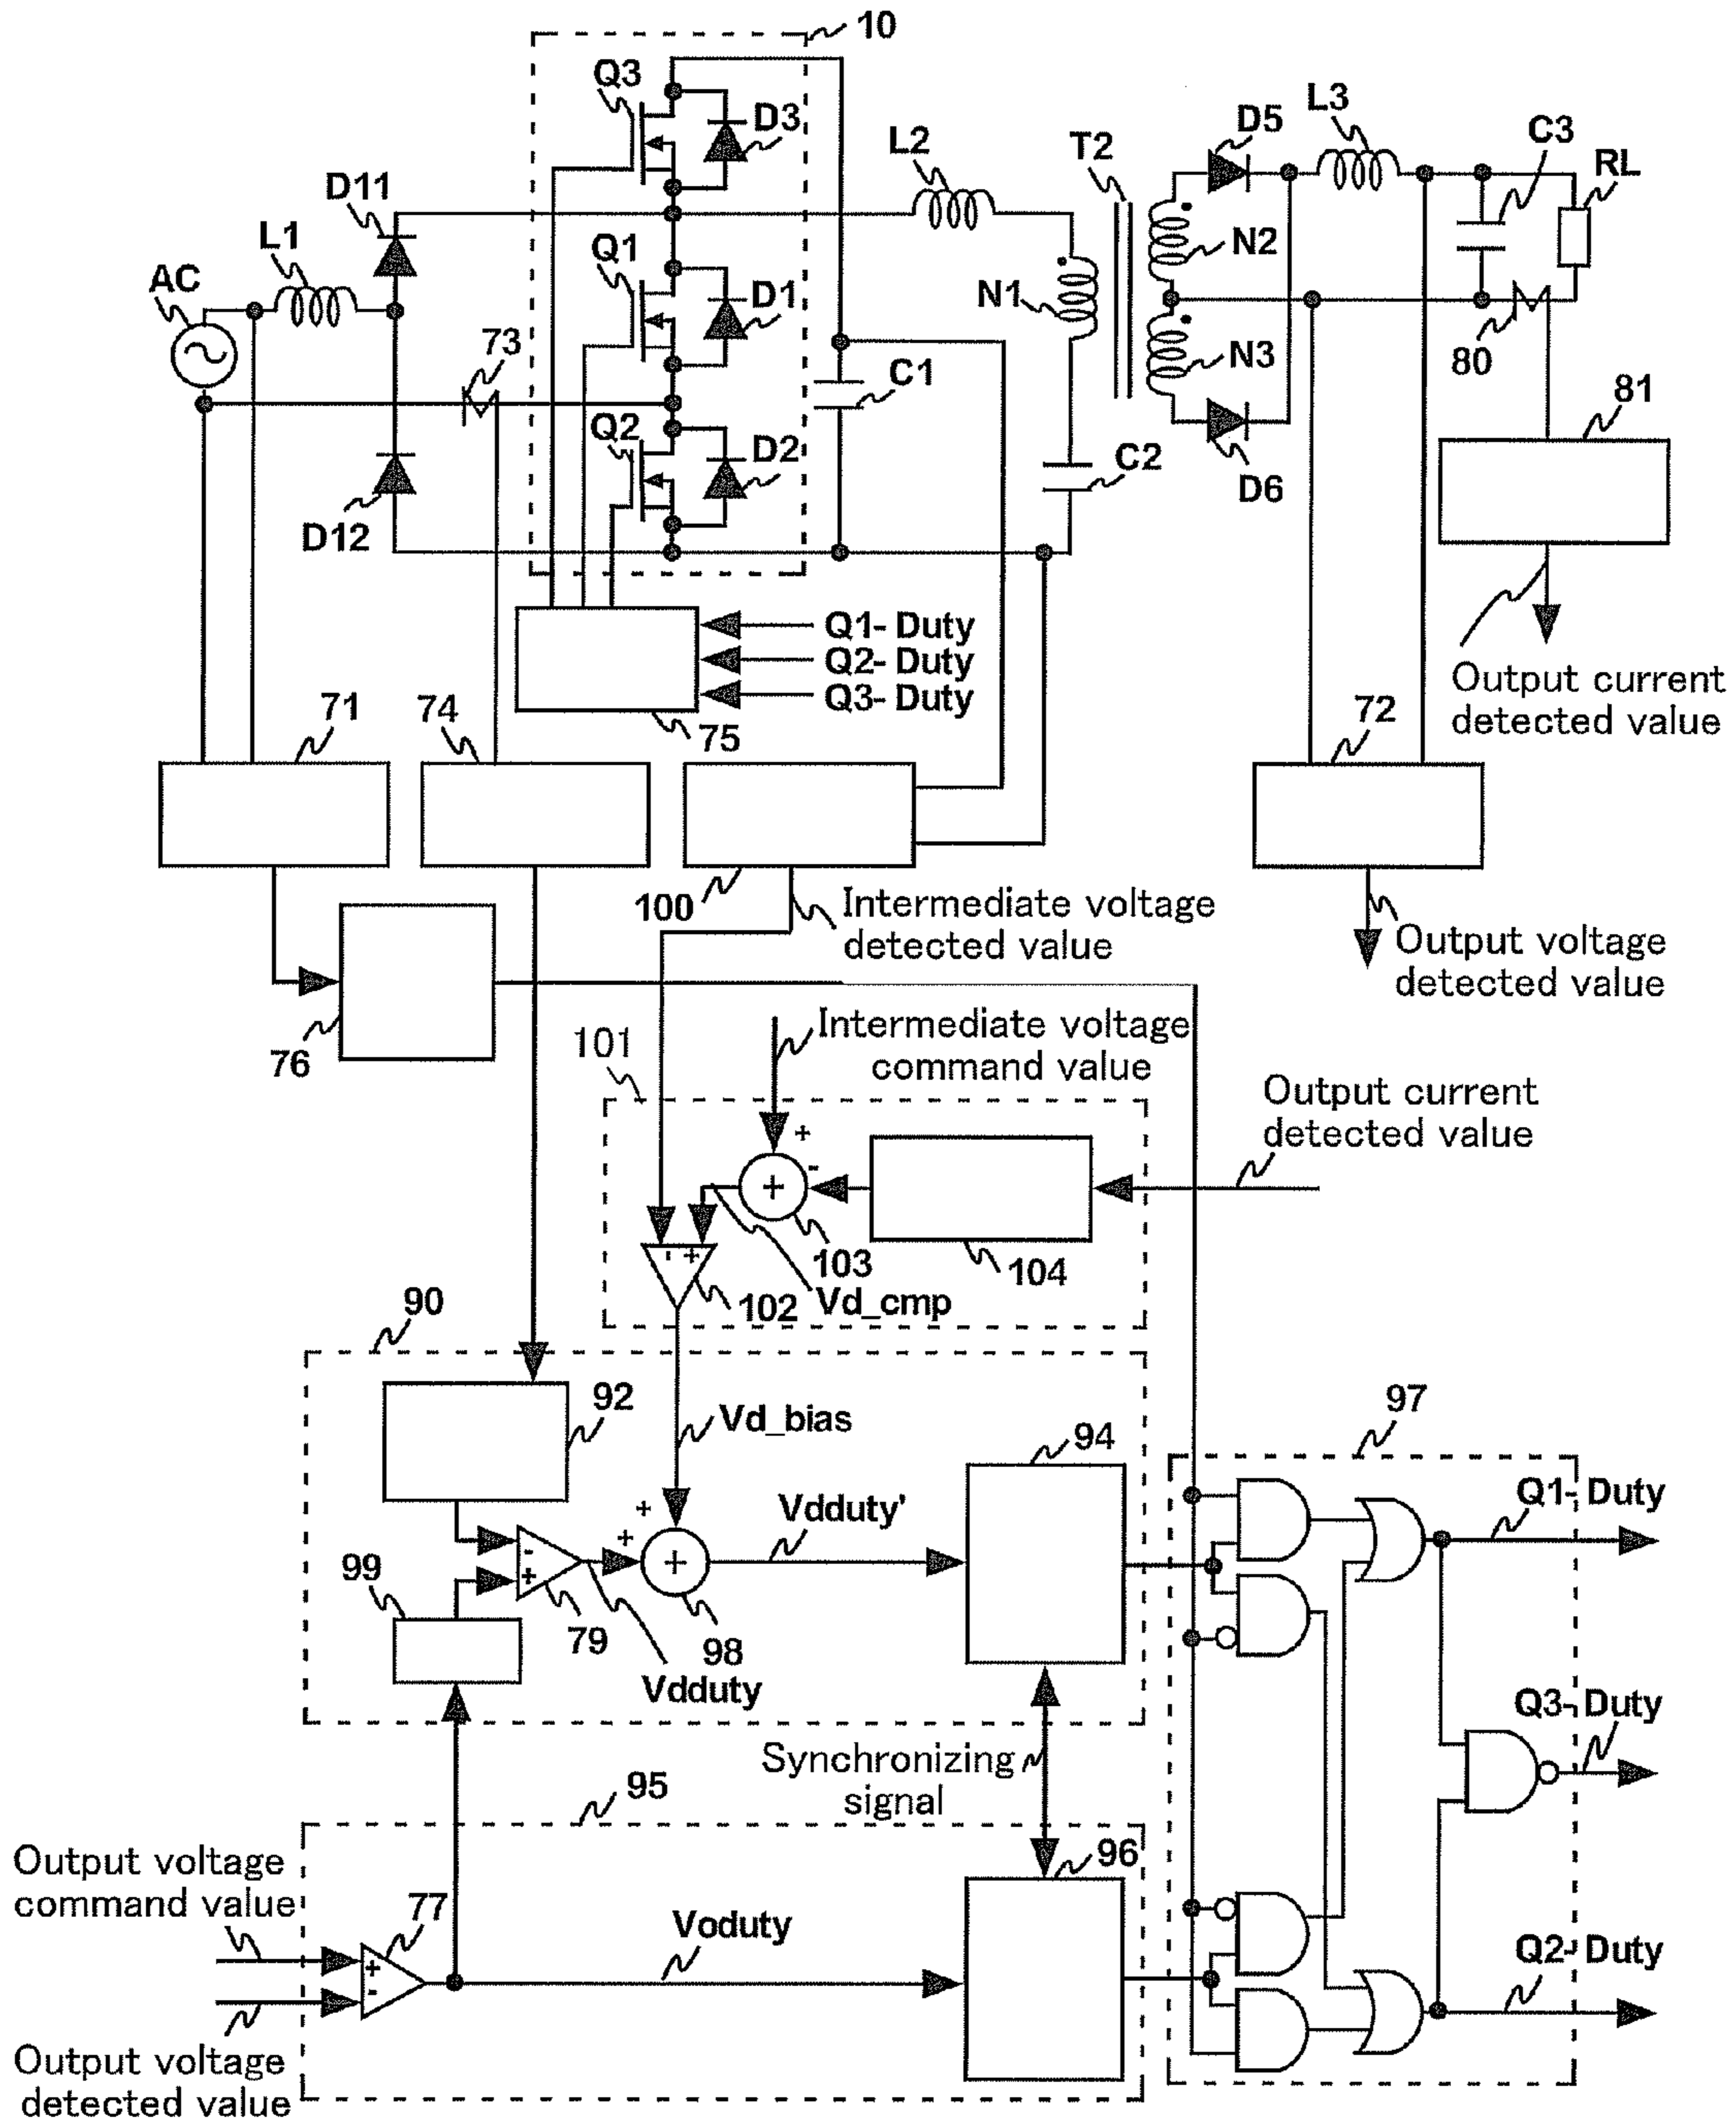 10
Q3
D3
L2
T2
D5
L3
C3
RL
D11
L1
AC
Q1
D1
N1
N2
73
C1
N3
80
81
Q2
D2
C2
D6
D12
Q1- Duty
Q2- Duty
Q3- Duty
Output current
detected value
71
74
75
72
100
Intermediate voltage
detected value
Output voltage
detected value
76
Intermediate voltage
command value
101
Output current
detected value
+
-
+
103
104
- +
102
Vd_cmp
90
92
Vd_bias
94
97
Q1- Duty
+
+
Vdduty'
-
+
+
99
79
98
Vdduty
Q3- Duty
Synchronizing
signal
95
96
Output voltage
command value
77
Voduty
+
-
Q2- Duty
Output voltage
detected value